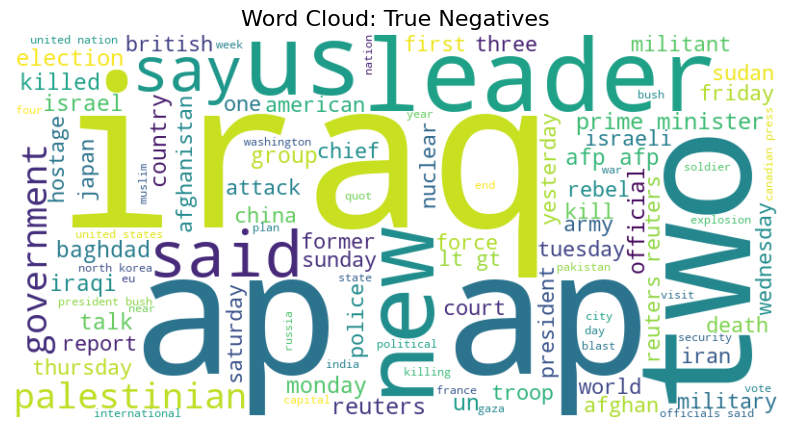 Word Cloud: True Negatives
united nation
british
week
nation
first
three
militant
election
say
us
leader
sudan
killed
bush
friday
israel
four
one
american
year
prime minister
canadian press
iraq
hostage
japan
country
muslim
afghanistan
washington
group
chief
nuclear
yesterday
israeli
afp afp
war
soldier
two
government
attack
quot
end
rebel
kill
china
plan
army
official
reuters reuters
explosion
wednesday
united states
baghdad
said
former
sunday
new
force
lt gt
tuesday
north korea
eu
iraqi
president bush
near
state
pakistan
visit
ap ap
talk
report
saturday
russia
police
court
president
city
day
blast
death
security
iran
thursday
political
india
killing
palestinian
monday
france
troop
world
vote
international
capital
reuters
un
gaza
afghan
military
officials said